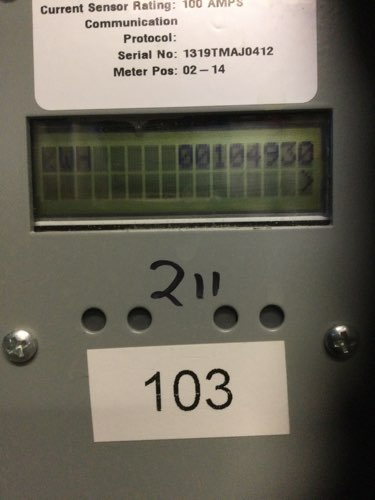 Current Sensor Rating: 100 AMPS
Communication
Protocol:
Serial No: 1319TMAJ0412
Meter Pos: 02-14
KWH 00104930
>
211
103